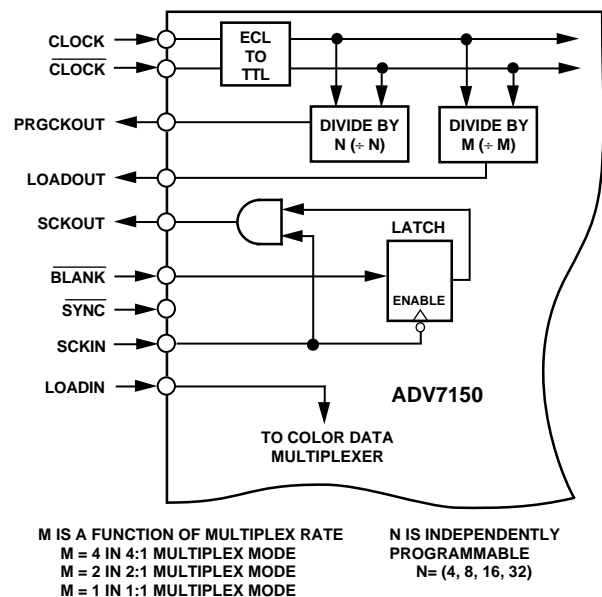 CLOCK
CLOCK
ECL
TO
TTL
PRGCKOUT
DIVIDE BY
N (÷ N)
DIVIDE BY
M (÷ M)
LOADOUT
SCKOUT
LATCH
BLANK
ENABLE
SYNC
SCKIN
LOADIN
ADV7150
TO COLOR DATA
MULTIPLEXER
M IS A FUNCTION OF MULTIPLEX RATE
M = 4 IN 4:1 MULTIPLEX MODE
M = 2 IN 2:1 MULTIPLEX MODE
M = 1 IN 1:1 MULTIPLEX MODE
N IS INDEPENDENTLY
PROGRAMMABLE
N= (4, 8, 16, 32)